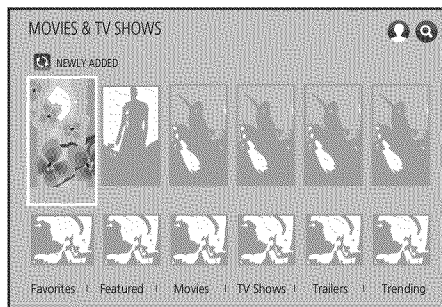 MOVIES & TV SHOWS
NEWLY ADDED
Favorites | Featured | Movies | TV Shows | Trailers | Trending